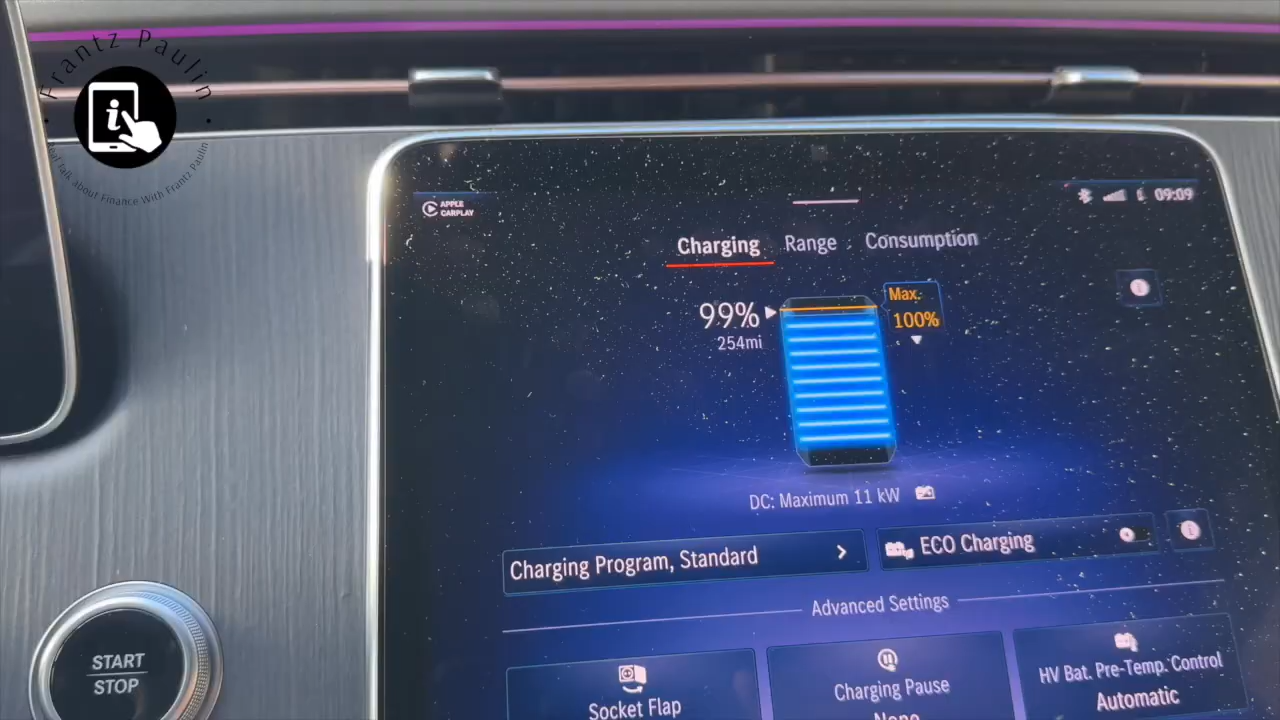 Frantz Paulin
i
Real Talk about Finance With Frantz Paulin
APPLE
CARPLAY
09:09
Charging
Range
Consumption
99%
254mi
Max.
100%
DC: Maximum 11 kW
Charging Program, Standard
ECO Charging
Advanced Settings
Socket Flap
Charging Pause
None
HV Bat. Pre-Temp. Control
Automatic
START
STOP